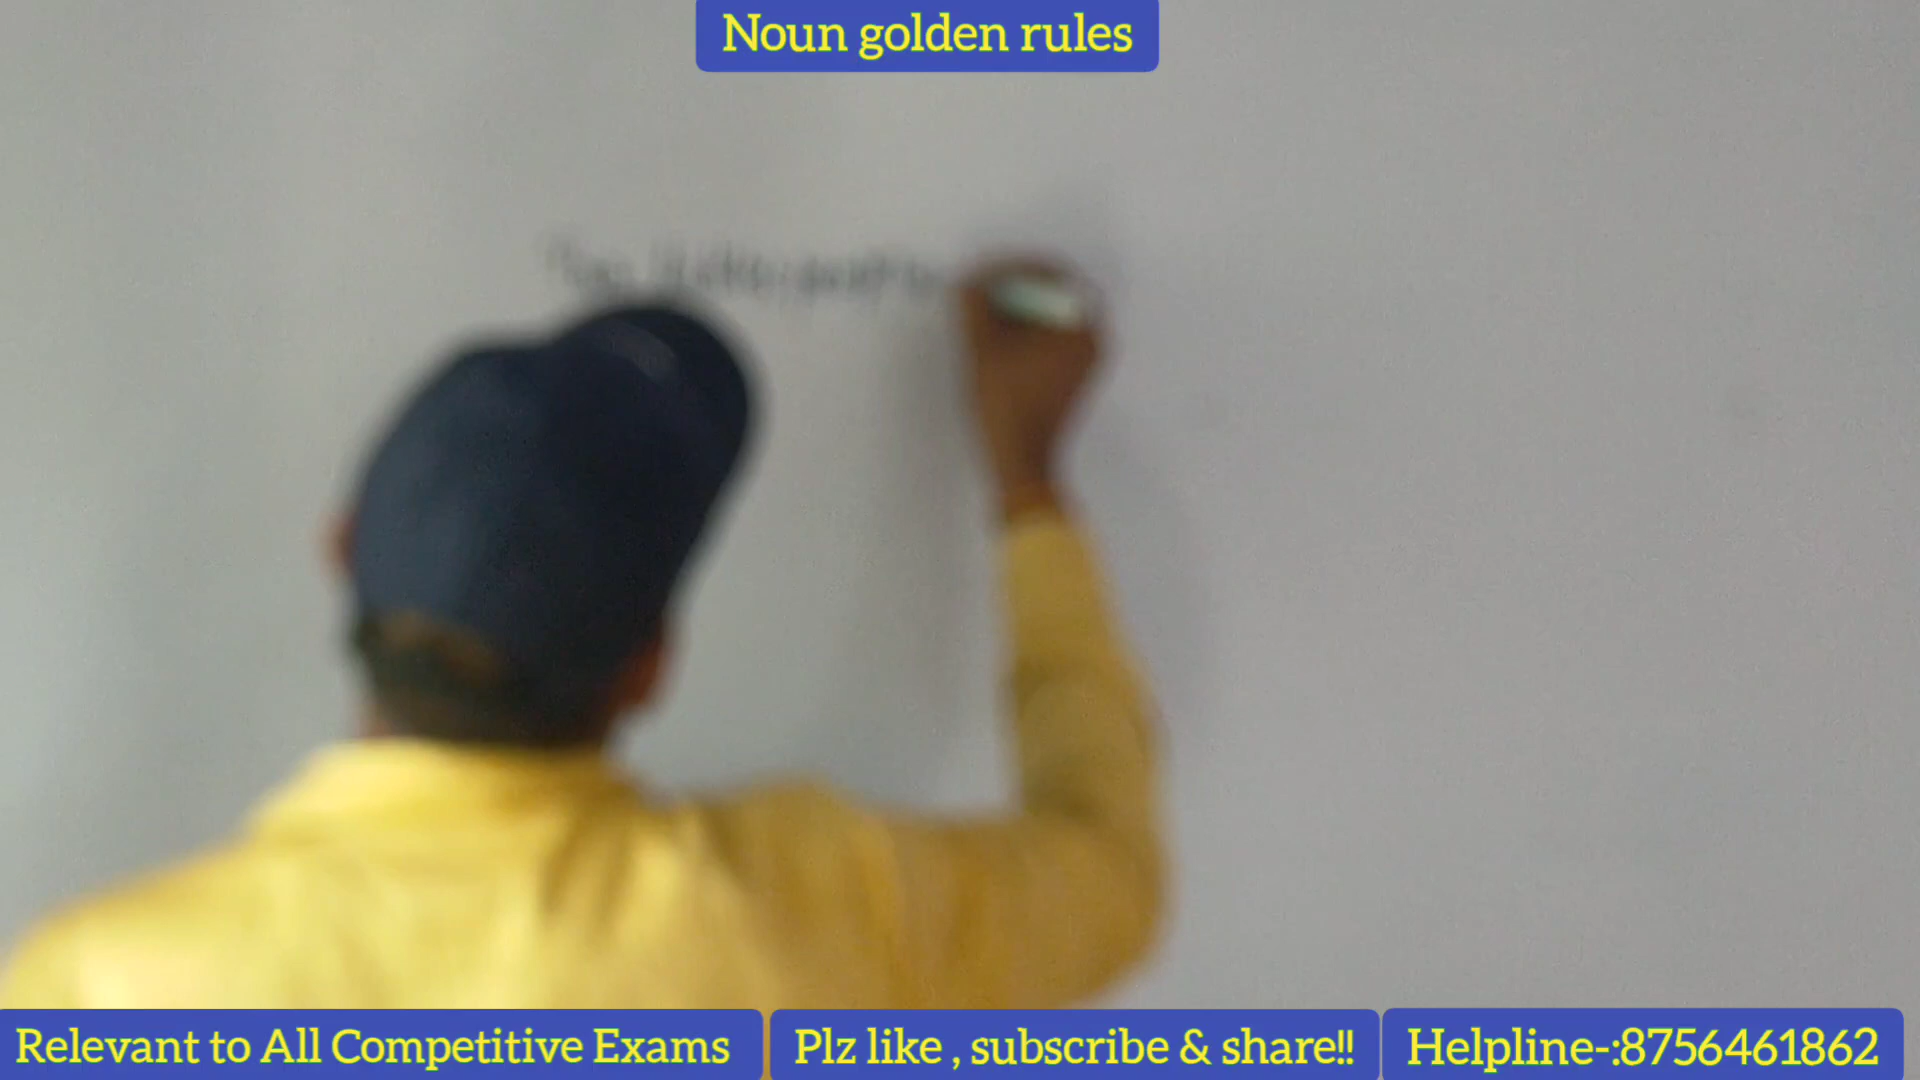 Noun golden rules
Relevant to All Competitive Exams
Plz like , subscribe & share!!
Helpline-:8756461862